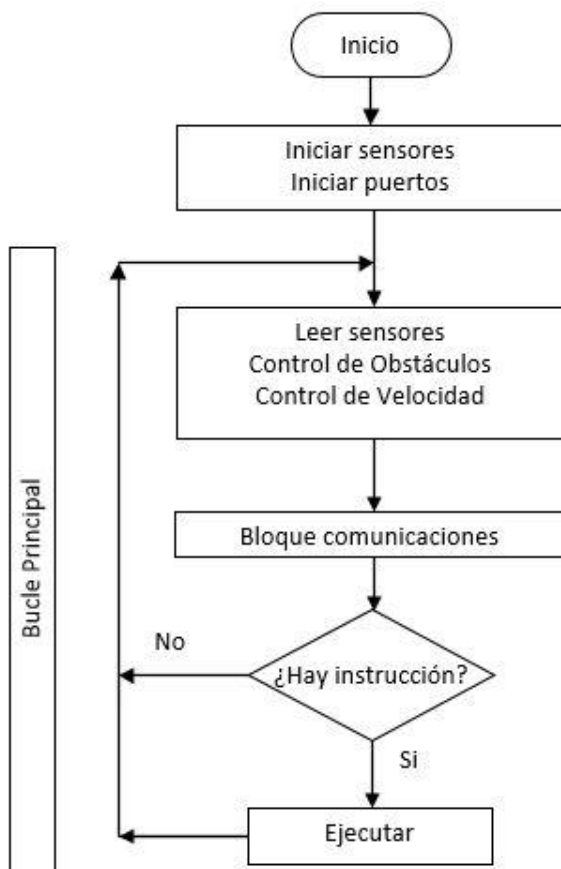 Inicio
Iniciar sensores
Iniciar puertos
Leer sensores
Control de Obstáculos
Control de Velocidad
Bucle Principal
Bloque comunicaciones
No
¿Hay instrucción?
Si
Ejecutar